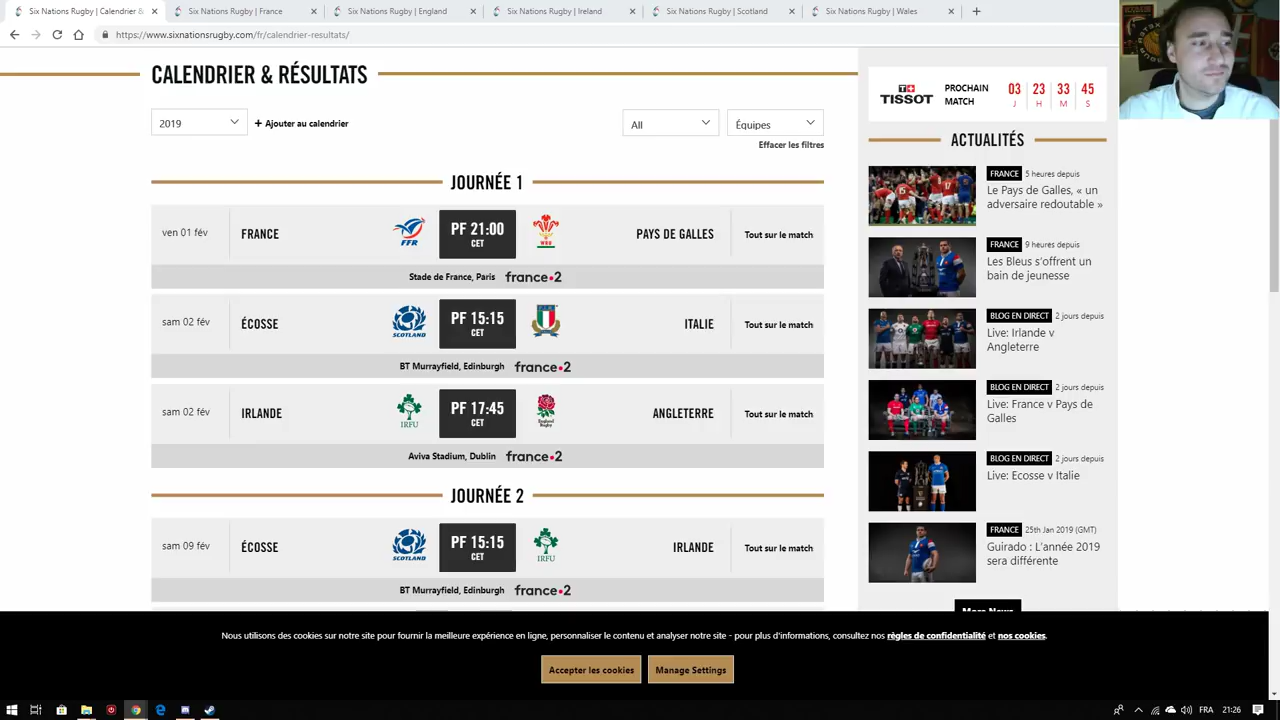 Six Nations Rugby | Calendrier &
Six Nations Rugby | France
Six Nations Rugby | England
Six Nations Rugby | Ireland
Six Nations Rugby | Scotland
Six Nations Rugby | Wales
https://www.sixnationsrugby.com/fr/calendrier-resultats/
CALENDRIER & RÉSULTATS
2019
+ Ajouter au calendrier
All
Équipes
Effacer les filtres
JOURNÉE 1
ven 01 fév
FRANCE
FFR
PF 21:00
CET
WRU
PAYS DE GALLES
Tout sur le match
Stade de France, Paris france•2
sam 02 fév
ÉCOSSE
SCOTLAND
PF 15:15
CET
ITALIE
Tout sur le match
BT Murrayfield, Edinburgh france•2
sam 02 fév
IRLANDE
IRFU
PF 17:45
CET
England
Rugby
ANGLETERRE
Tout sur le match
Aviva Stadium, Dublin france•2
JOURNÉE 2
sam 09 fév
ÉCOSSE
SCOTLAND
PF 15:15
CET
IRFU
IRLANDE
Tout sur le match
BT Murrayfield, Edinburgh france•2
TISSOT
PROCHAIN
MATCH
03 23 33 45
J H M S
ACTUALITÉS
FRANCE 5 heures depuis
Le Pays de Galles, « un
adversaire redoutable »
FRANCE 9 heures depuis
Les Bleus s'offrent un
bain de jeunesse
BLOG EN DIRECT 2 jours depuis
Live: Irlande v
Angleterre
BLOG EN DIRECT 2 jours depuis
Live: France v Pays de
Galles
BLOG EN DIRECT 2 jours depuis
Live: Ecosse v Italie
FRANCE 25th Jan 2019 (GMT)
Guirado : L'année 2019
sera différente
More News
Nous utilisons des cookies sur notre site pour fournir la meilleure expérience en ligne, personnaliser le contenu et analyser notre site - pour plus d'informations, consultez nos règles de confidentialité et nos cookies.
Accepter les cookies
Manage Settings
FRA 21:26